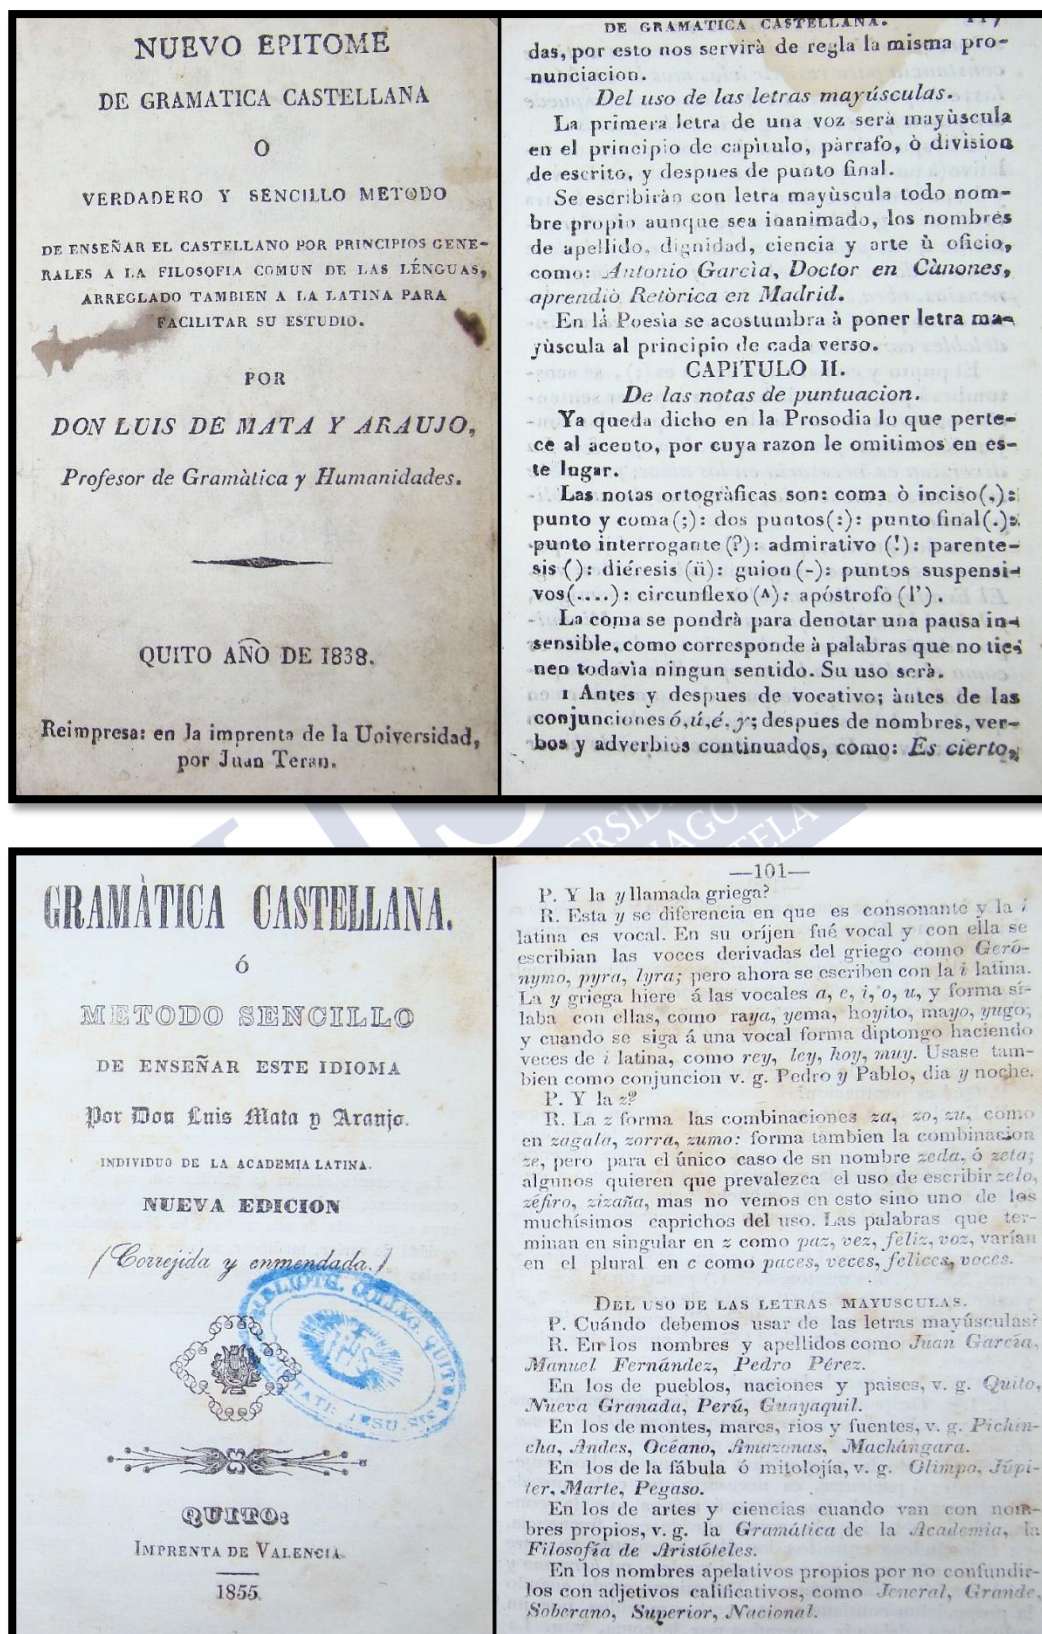 NUEVO EPITOME
DE GRAMATICA CASTELLANA
O
VERDADERO Y SENCILLO METODO
DE ENSEÑAR EL CASTELLANO POR PRINCIPIOS GENE-
RALES A LA FILOSOFIA COMUN DE LAS LÉNGUAS,
ARREGLADO TAMBIEN A LA LATINA PARA
FACILITAR SU ESTUDIO.
POR
DON LUIS DE MATA Y ARAUJO,
Profesor de Gramàtica y Humanidades.
QUITO AÑO DE 1838.
Reimpresa: en la imprenta de la Universidad,
por Juan Teran.
DE GRAMATICA CASTELLANA. 117
das, por esto nos servirà de regla la misma pro-
nunciacion.
Del uso de las letras mayúsculas.
La primera letra de una voz serà mayùscula
en el principio de capìtulo, pàrrafo, ò division
de escrito, y despues de punto final.
Se escribiràn con letra mayùscula todo nom-
bre propio aunque sea inanimado, los nombres
de apellido, dignidad, ciencia y arte ù oficio,
como: Antonio Garcìa, Doctor en Cànones,
aprendiò Retòrica en Madrid.
En là Poesìa se acostumbra à poner letra ma-
yùscula al principio de cada verso.
CAPITULO II.
De las notas de puntuacion.
Ya queda dicho en la Prosodia lo que perte-
ce al acento, por cuya razon le omitimos en es-
te lugar.
Las notas ortogràficas son: coma ò inciso(,):
punto y coma(;): dos puntos(:): punto final(.):
punto interrogante (?): admirativo (!): parente-
sis (): diéresis (ü): guion (-): puntos suspensi-
vos(....): circunflexo (^): apóstrofo (l').
La coma se pondrà para denotar una pausa in-
sensible, como corresponde à palabras que no tie-
nen todavìa ningun sentido. Su uso serà.
1 Antes y despues de vocativo; àntes de las
conjunciones ó, ú, é, y; despues de nombres, ver-
bos y adverbios continuados, como: Es cierto,
GRAMÀTICA CASTELLANA.
ó
METODO SENCILLO
DE ENSEÑAR ESTE IDIOMA
Por Don Luis Mata y Araujo.
INDIVIDUO DE LA ACADEMIA LATINA.
NUEVA EDICION
(Correjida y enmendada.)
BIBLIOTH. COLLEG. QUITEN
SOCIETATE JESU
IHS
QUITO:
IMPRENTA DE VALENCIA.
1855.
—101—
P. Y la y llamada griega?
R. Esta y se diferencia en que es consonante y la i
latina es vocal. En su oríjen fué vocal y con ella se
escribian las voces derivadas del griego como Geró-
nymo, pyra, lyra; pero ahora se escriben con la i latina.
La y griega hiere á las vocales a, e, i, o, u, y forma sí-
laba con ellas, como raya, yema, hoyito, mayo, yugo;
y cuando se siga á una vocal forma diptongo haciendo
veces de i latina, como rey, ley, hoy, muy. Usase tam-
bien como conjuncion v. g. Pedro y Pablo, dia y noche.
P. Y la z?
R. La z forma las combinaciones za, zo, zu, como
en zagala, zorra, zumo: forma tambien la combinacion
ze, pero para el único caso de sn nombre zeda, ó zeta;
algunos quieren que prevalezca el uso de escribir zelo,
zéfiro, zizaña, mas no vemos en esto sino uno de los
muchísimos caprichos del uso. Las palabras que ter-
minan en singular en z como paz, vez, feliz, voz, varían
en el plural en c como paces, veces, felices, voces.
DEL USO DE LAS LETRAS MAYUSCULAS.
P. Cuándo debemos usar de las letras mayúsculas?
R. En los nombres y apellidos como Juan García,
Manuel Fernández, Pedro Pérez.
En los de pueblos, naciones y paises, v. g. Quito,
Nueva Granada, Perú, Guayaquil.
En los de montes, mares, rios y fuentes, v. g. Pichin-
cha, Andes, Océano, Amazonas, Machángara.
En los de la fábula ó mitolojía, v. g. Olimpo, Júpi-
ter, Marte, Pegaso.
En los de artes y ciencias cuando van con nom-
bres propios, v. g. la Gramática de la Academia, la
Filosofía de Aristóteles.
En los nombres apelativos propios por no confundir-
los con adjetivos calificativos, como Jeneral, Grande,
Soberano, Superior, Nacional.